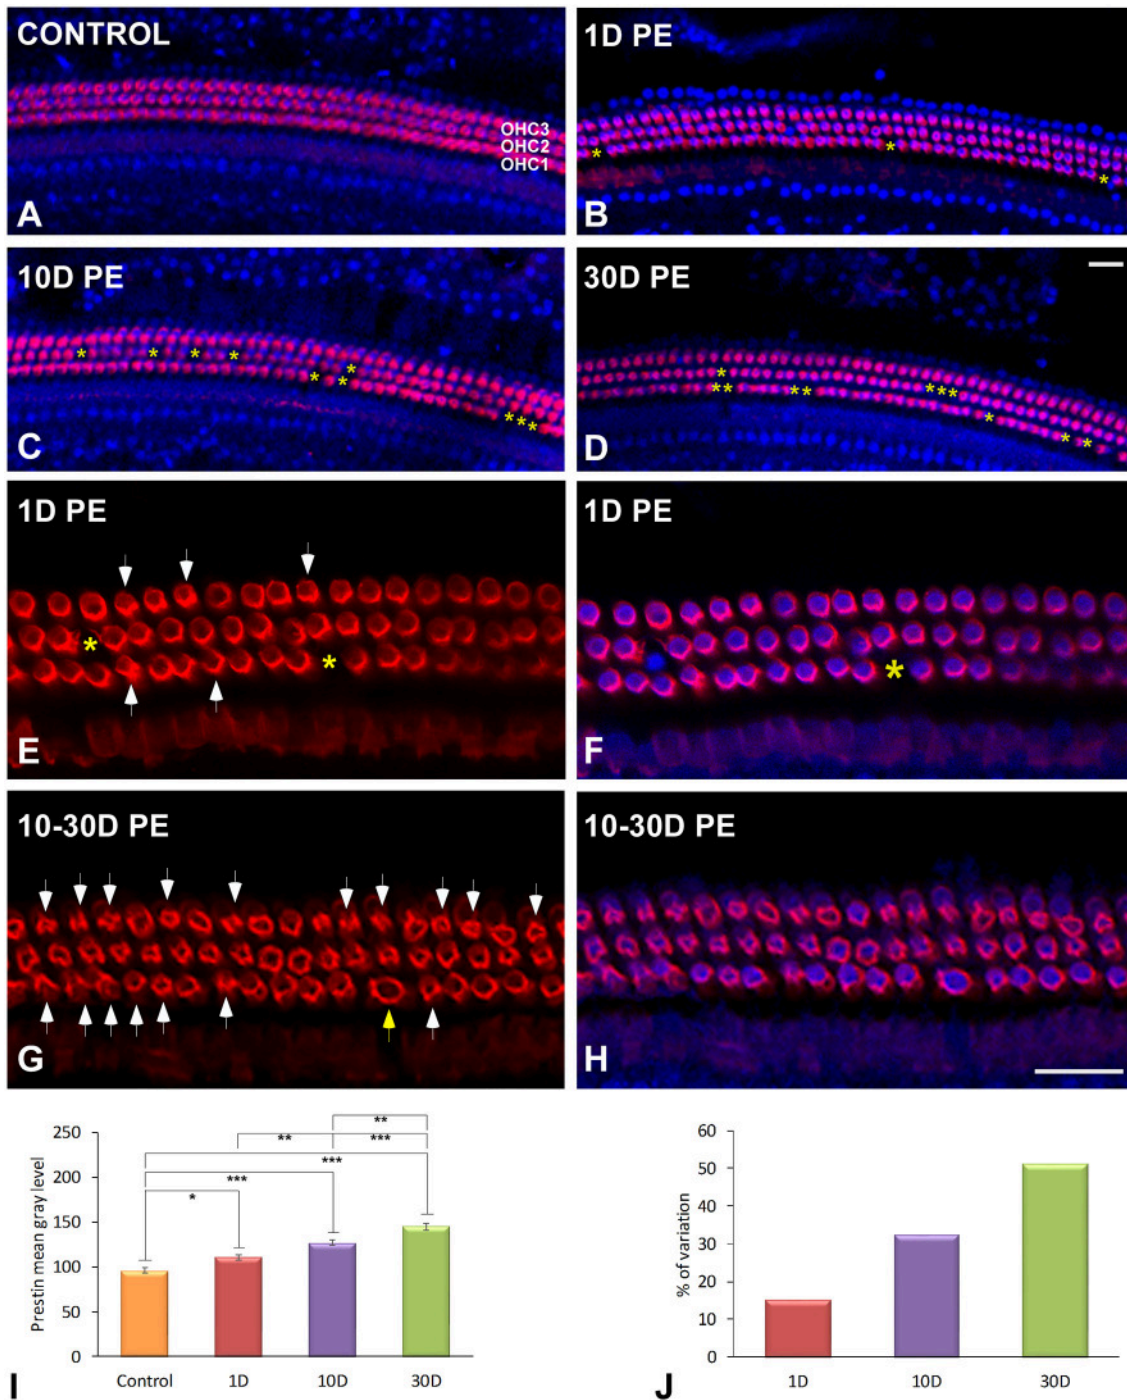 CONTROL
OHC3
OHC2
OHC1
A
1D PE
*
*
*
B
10D PE
* * * *
*
* *
***
C
30D PE
*
** ** ***
*
* *
D
1D PE
*
*
E
1D PE
*
F
10-30D PE
G
10-30D PE
H
Prestin mean gray level
250
200
150
100
50
0
**
** ***
***
***
*
Control 1D 10D 30D
I
% of variation
60
50
40
30
20
10
0
1D 10D 30D
J